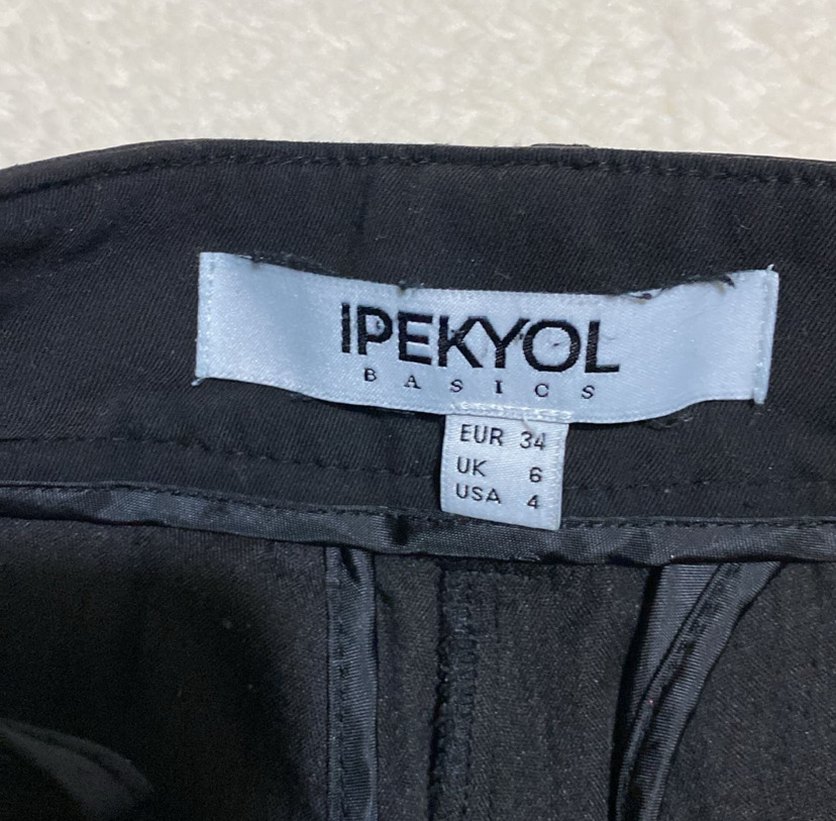 IPEKYOL
BASICS
EUR 34
UK 6
USA 4